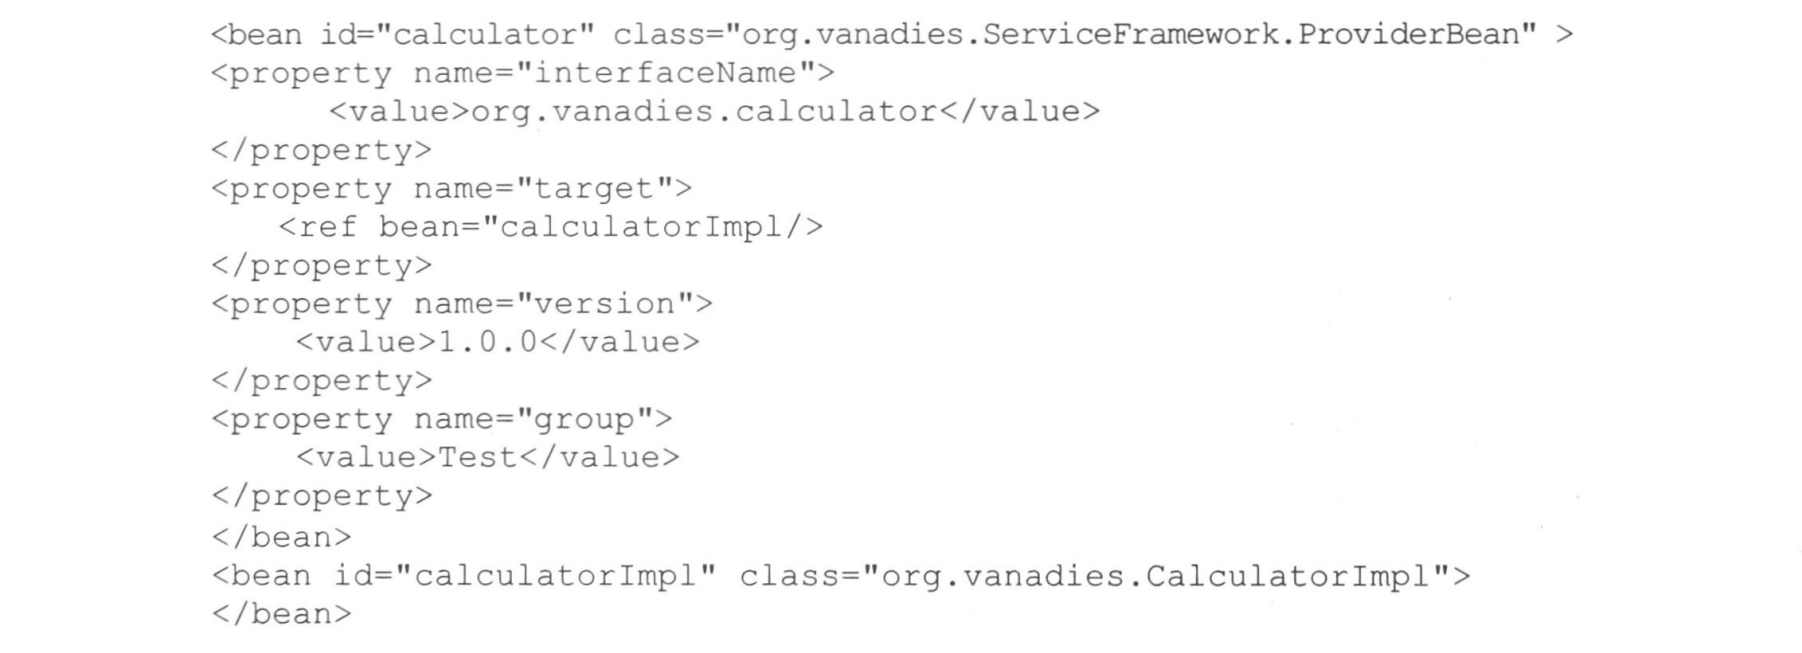 <bean id="calculator" class="org.vanadies.ServiceFramework.ProviderBean" >
<property name="interfaceName">
<value>org.vanadies.calculator</value>
</property>
<property name="target">
<ref bean="calculatorImpl/>
</property>
<property name="version">
<value>1.0.0</value>
</property>
<property name="group">
<value>Test</value>
</property>
</bean>
<bean id="calculatorImpl" class="org.vanadies.CalculatorImpl">
</bean>